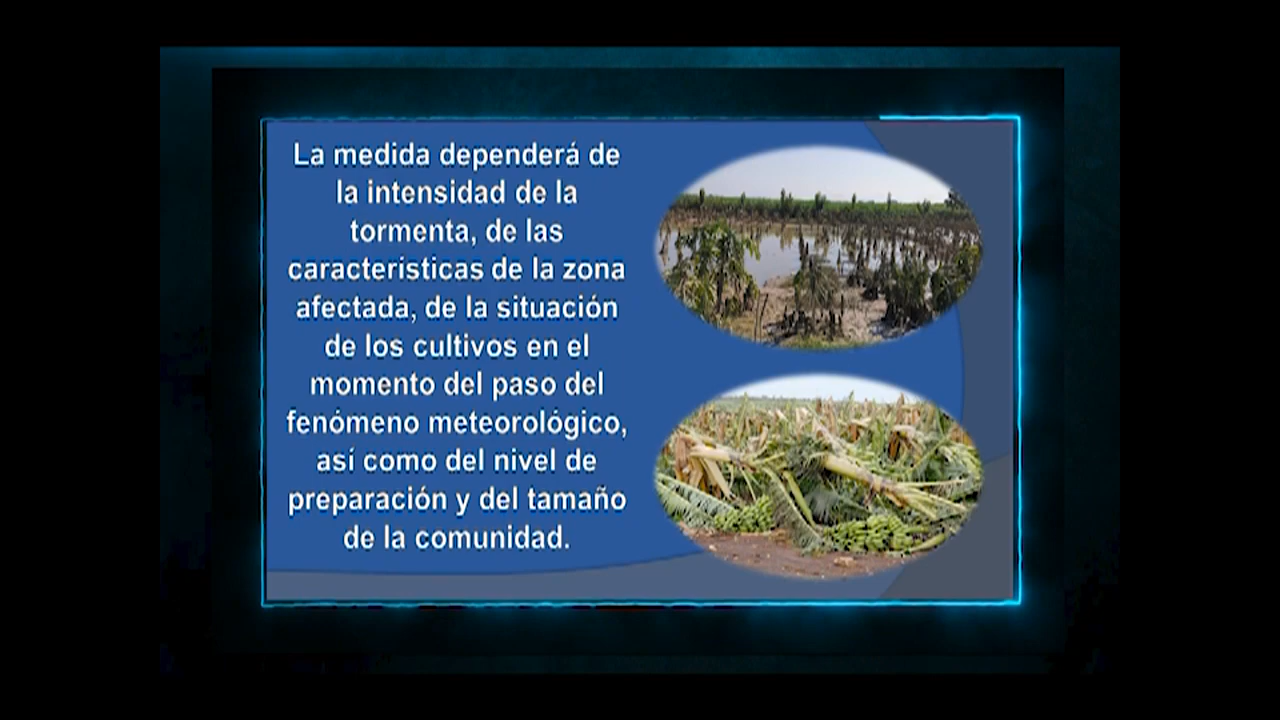 La medida dependerá de
la intensidad de la
tormenta, de las
características de la zona
afectada, de la situación
de los cultivos en el
momento del paso del
fenómeno meteorológico,
así como del nivel de
preparación y del tamaño
de la comunidad.